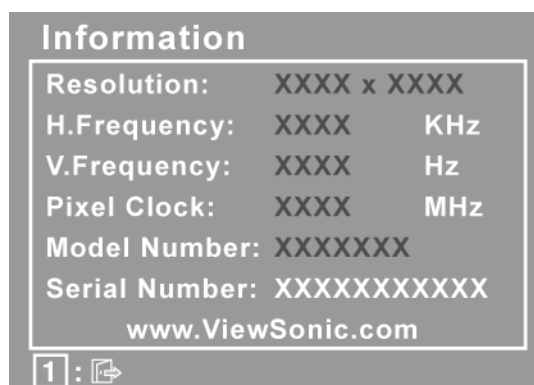 Information
Resolution: XXXX x XXXX
H.Frequency: XXXX KHz
V.Frequency: XXXX Hz
Pixel Clock: XXXX MHz
Model Number: XXXXXXX
Serial Number: XXXXXXXXXXX
www.ViewSonic.com
1 :